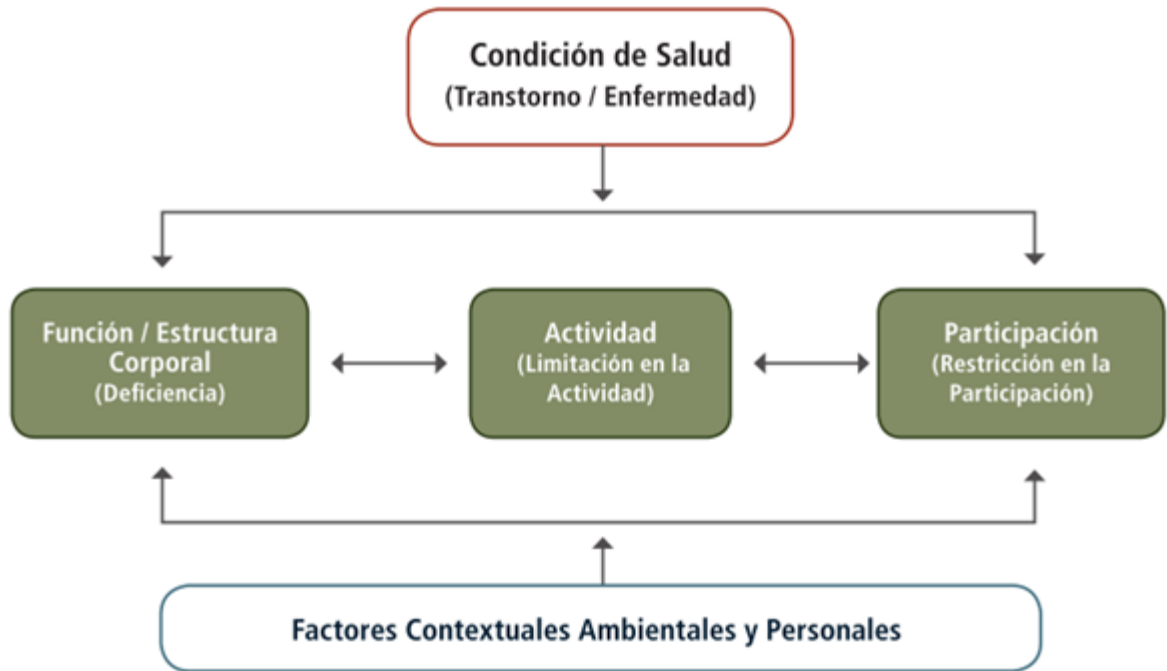 Condición de Salud
(Transtorno / Enfermedad)
Función / Estructura
Corporal
(Deficiencia)
Actividad
(Limitación en la
Actividad)
Participación
(Restricción en la
Participación)
Factores Contextuales Ambientales y Personales